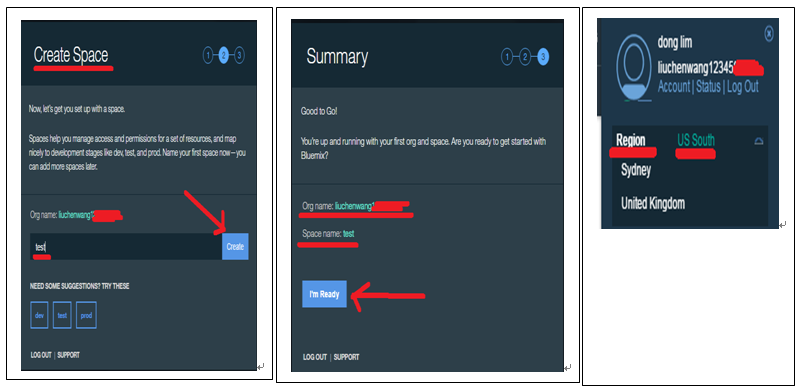 Create Space
1 2 3
Now, let's get you set up with a space.
Spaces help you manage access and permissions for a set of resources, and map
nicely to development stages like dev, test, and prod. Name your first space now – you
can add more spaces later.
Org name: liuchenwang1
test
Create
NEED SOME SUGGESTIONS? TRY THESE
dev test prod
LOG OUT | SUPPORT
Summary
1 2 3
Good to Go!
You're up and running with your first org and space. Are you ready to get started with
Bluemix?
Org name: liuchenwang1
Space name: test
I'm Ready
LOG OUT | SUPPORT
dong lim
liuchenwang12345
Account | Status | Log Out
Region US South
Sydney
United Kingdom